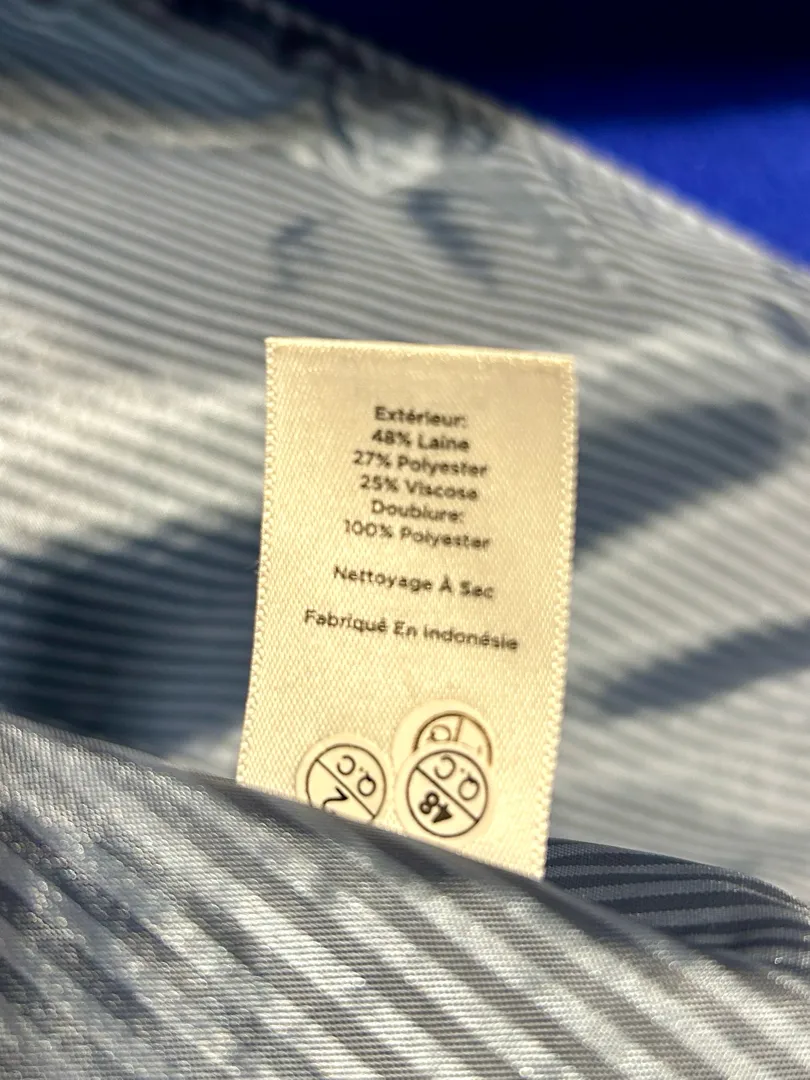 Extérieur:
48% Laine
27% Polyester
25% Viscose
Doublure:
100% Polyester
Nettoyage À Sec
Fabriqué En Indonésie
Q.C
Q.C
48